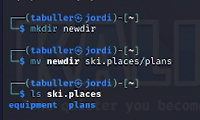 ┌──(tabuller㉿jordi)-[~]
└─$ mkdir newdir
┌──(tabuller㉿jordi)-[~]
└─$ mv newdir ski.places/plans
┌──(tabuller㉿jordi)-[~]
└─$ ls ski.places
equipment plans